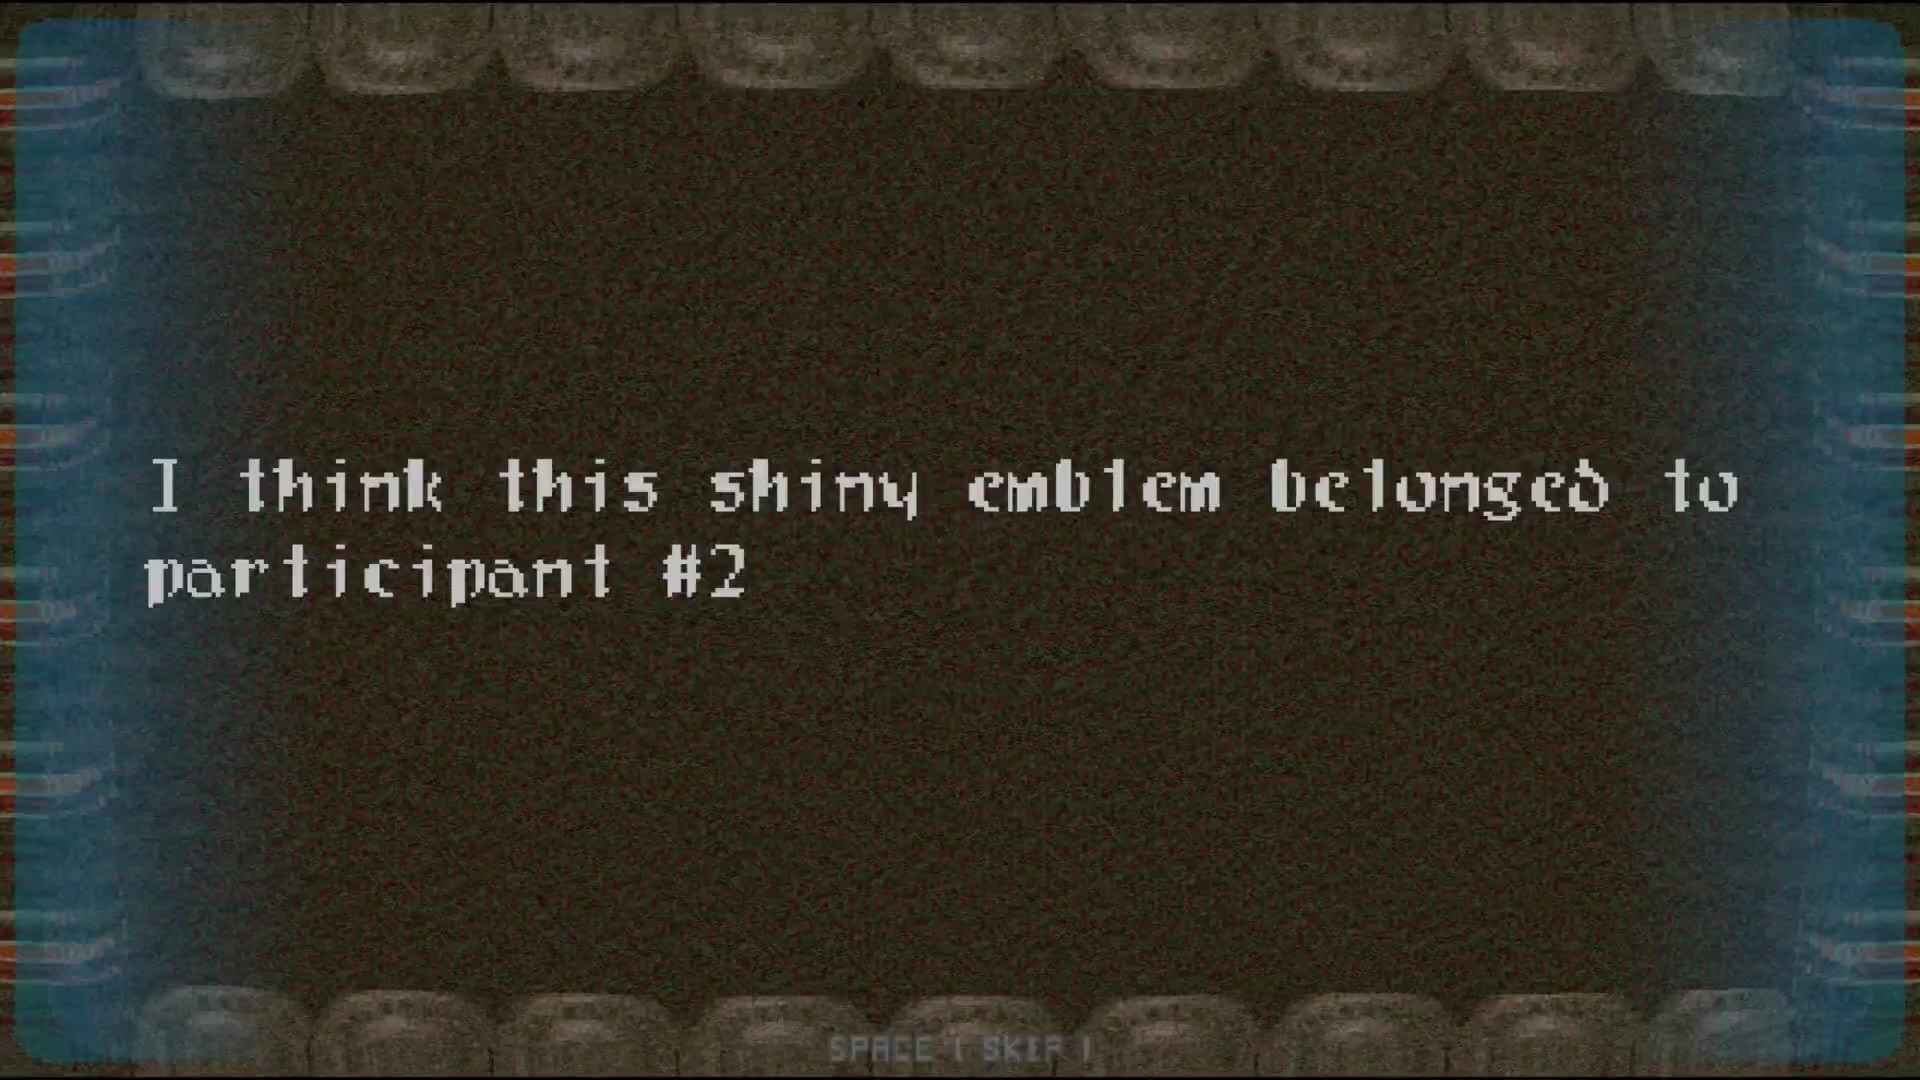 I think this shiny emblem belonged to
participant #2
SPACE [ SKIP ]